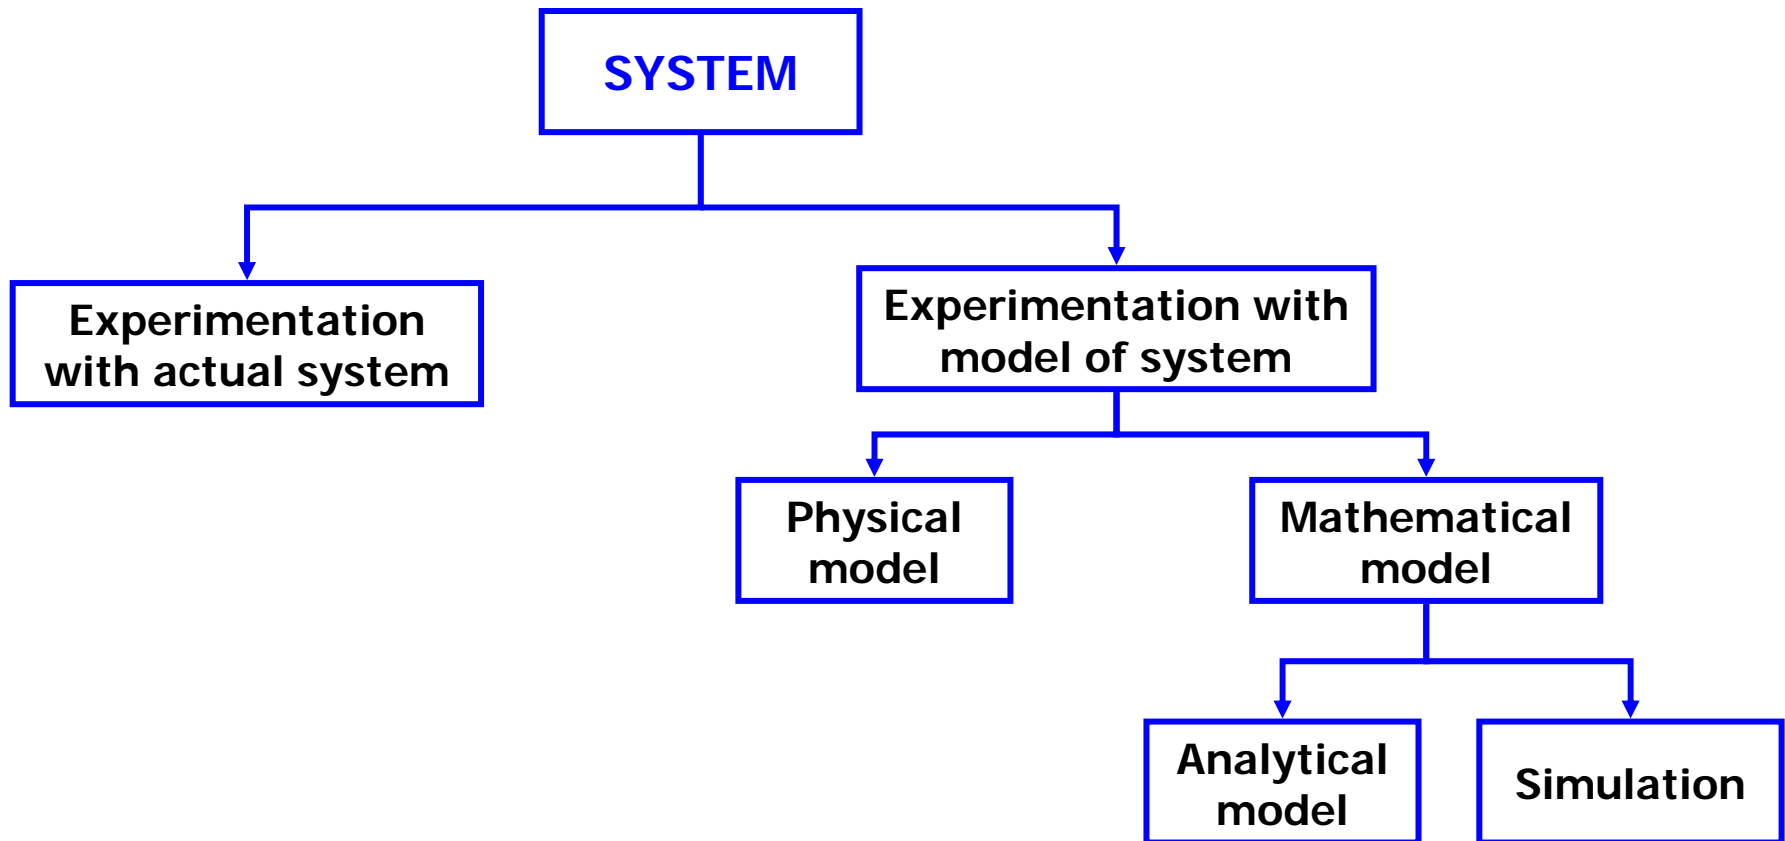 SYSTEM
Experimentation
with actual system
Experimentation with
model of system
Physical
model
Mathematical
model
Analytical
model
Simulation